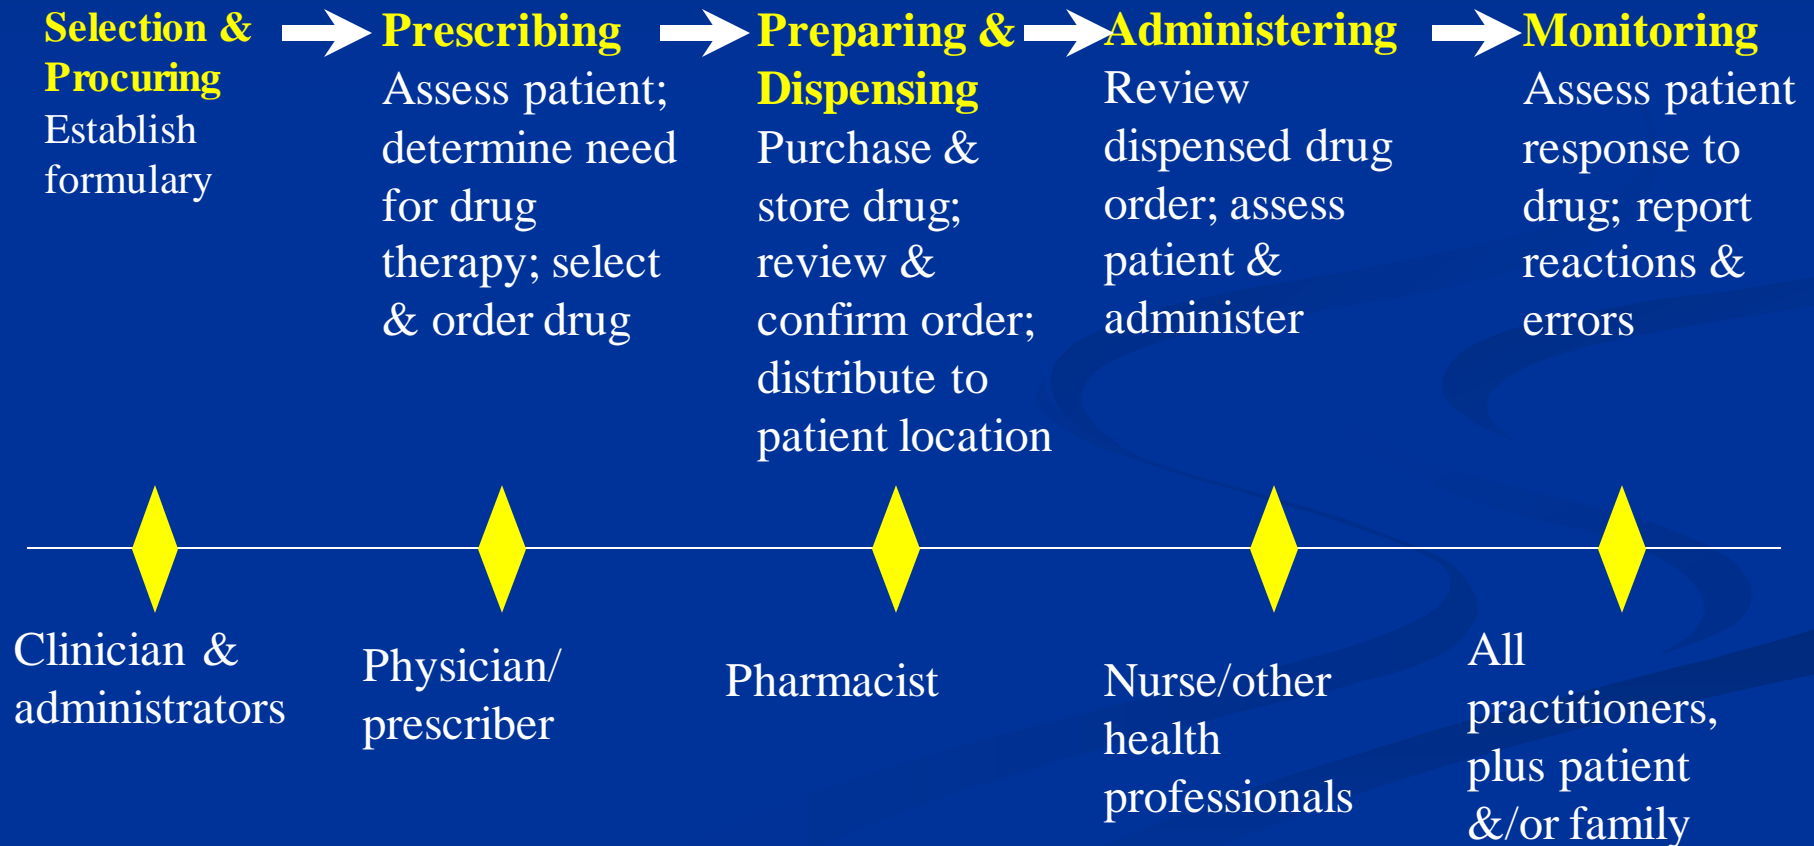 Selection &
Procuring
Establish
formulary
Prescribing
Assess patient;
determine need
for drug
therapy; select
& order drug
Preparing &
Dispensing
Purchase &
store drug;
review &
confirm order;
distribute to
patient location
Administering
Review
dispensed drug
order; assess
patient &
administer
Monitoring
Assess patient
response to
drug; report
reactions &
errors
Clinician &
administrators
Physician/
prescriber
Pharmacist
Nurse/other
health
professionals
All
practitioners,
plus patient
&/or family